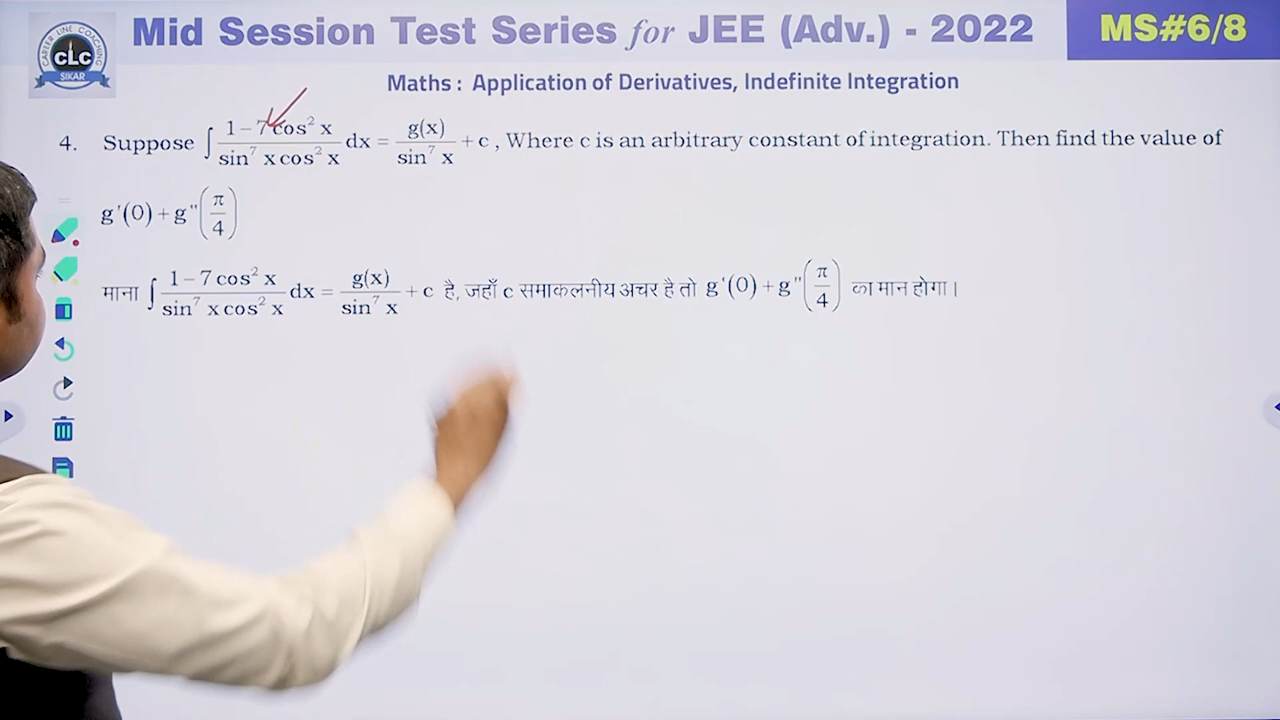 Mid Session Test Series for JEE (Adv.) - 2022
MS#6/8
CAREER LINE COACHING
CLC
SIKAR
Maths : Application of Derivatives, Indefinite Integration
4. Suppose ∫ (1 – 7 cos² x)/(sin⁷ x cos² x) dx = g(x)/(sin⁷ x) + c , Where c is an arbitrary constant of integration. Then find the value of
g'(0) + g''(π/4)
माना ∫ (1 – 7 cos² x)/(sin⁷ x cos² x) dx = g(x)/(sin⁷ x) + c है, जहाँ c समाकलनीय अचर है तो g'(0) + g''(π/4) का मान होगा।